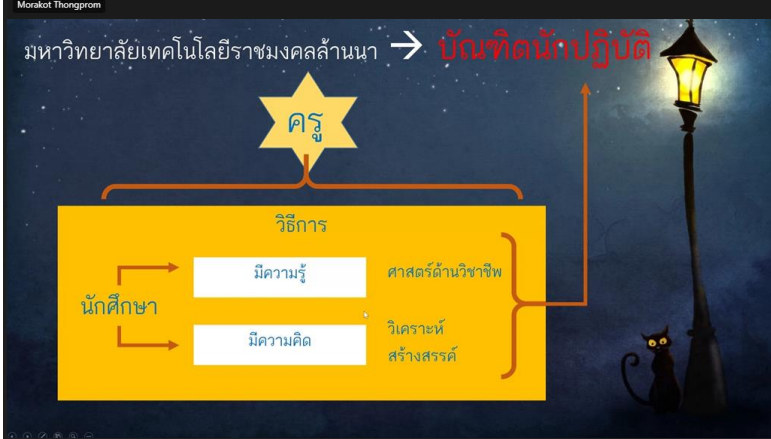 Morakot Thongprom
มหาวิทยาลัยเทคโนโลยีราชมงคลล้านนา → บัณฑิตนักปฏิบัติ
ครู
วิธีการ
นักศึกษา
มีความรู้
ศาสตร์ด้านวิชาชีพ
มีความคิด
วิเคราะห์
สร้างสรรค์